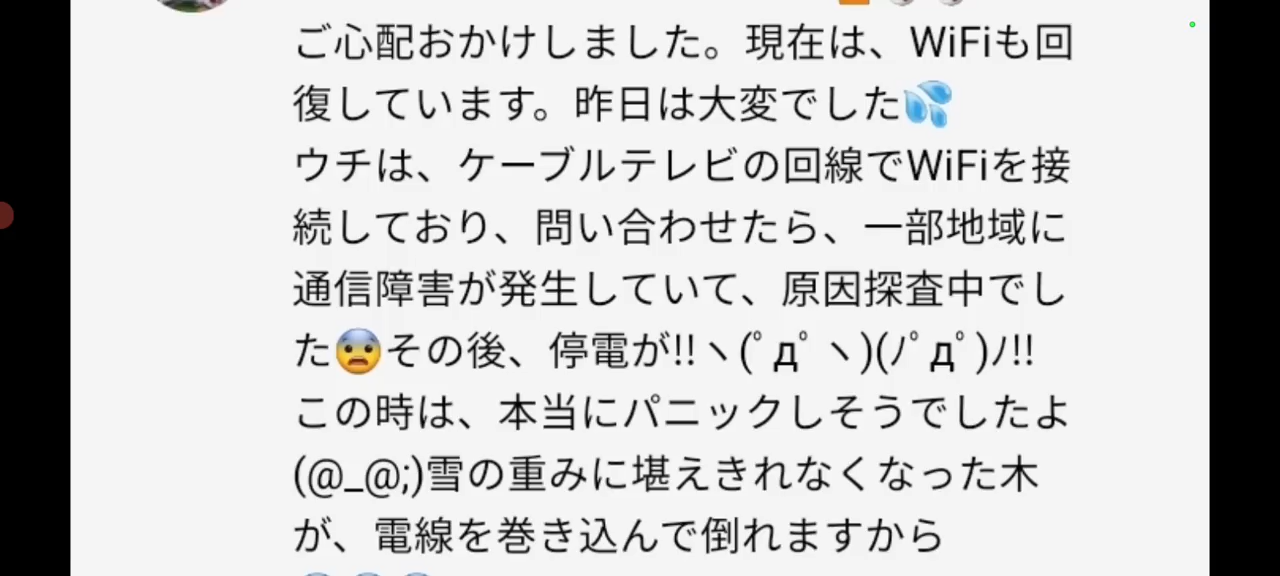 ご心配おかけしました。現在は、WiFiも回
復しています。昨日は大変でした💦
ウチは、ケーブルテレビの回線でWiFiを接
続しており、問い合わせたら、一部地域に
通信障害が発生していて、原因探査中でし
た😨その後、停電が!!ヽ(ﾟдﾟヽ)(ﾉﾟдﾟ)ﾉ!!
この時は、本当にパニックしそうでしたよ
(@_@;)雪の重みに堪えきれなくなった木
が、電線を巻き込んで倒れますから